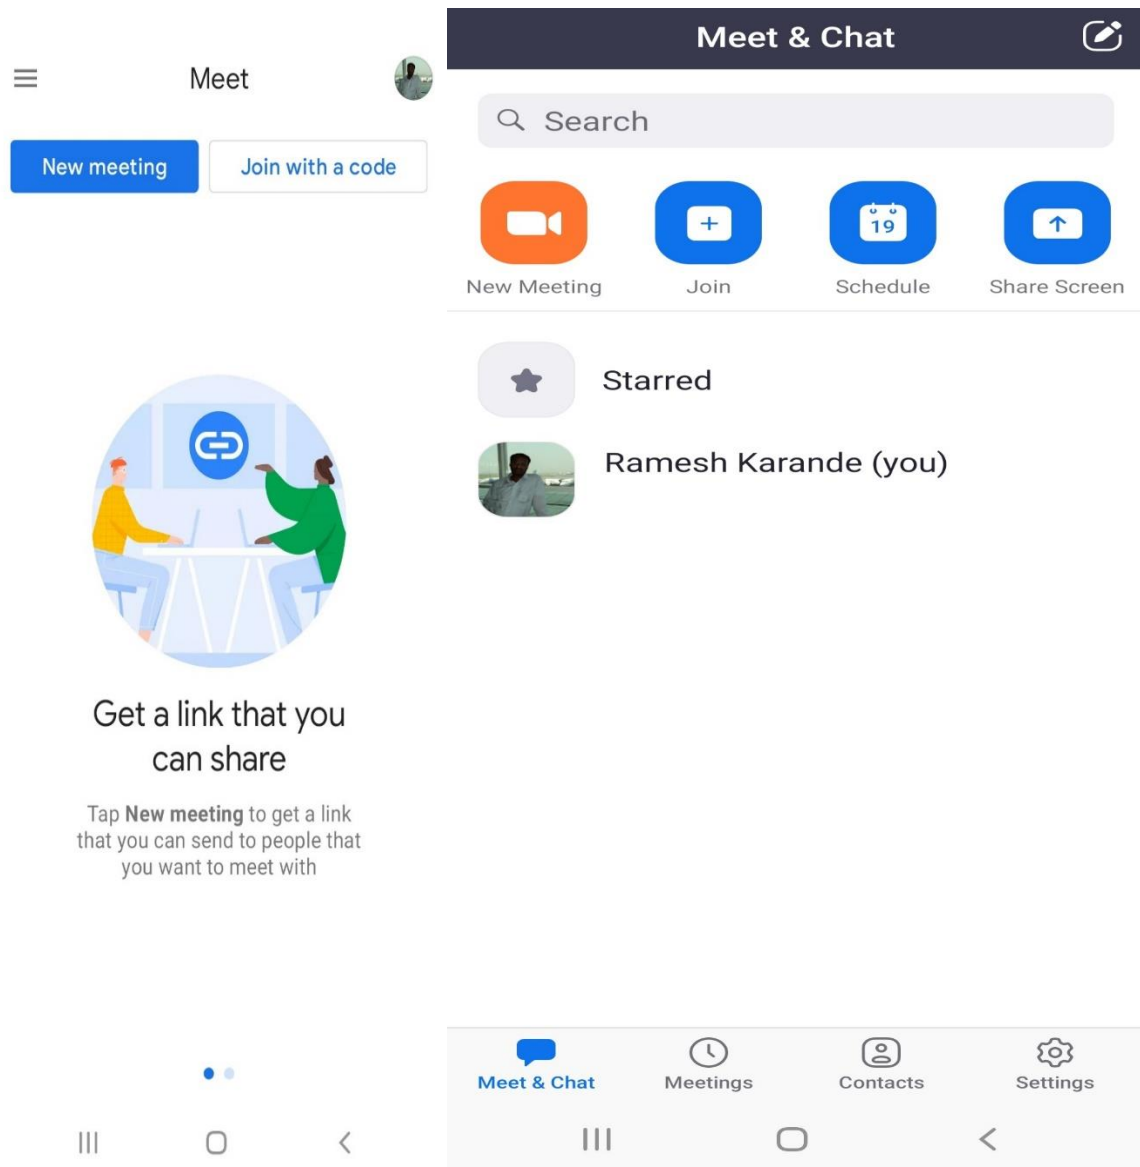 Meet
New meeting
Join with a code
Get a link that you
can share
Tap New meeting to get a link
that you can send to people that
you want to meet with
Meet & Chat
Search
19
New Meeting
Join
Schedule
Share Screen
Starred
Ramesh Karande (you)
Meet & Chat
Meetings
Contacts
Settings